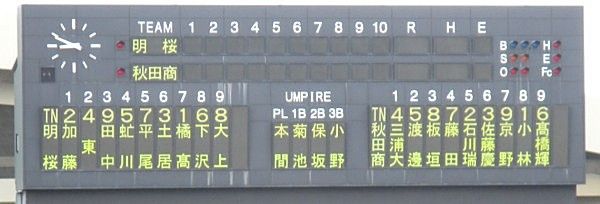 TEAM 1 2 3 4 5 6 7 8 9 10 R H E
明桜 B H
秋田商 S E
O Fc
1 2 3 4 5 6 7 8 9 UMPIRE 1 2 3 4 5 6 7 8 9
TN 2 4 9 5 7 3 1 6 8 PL 1B 2B 3B TN 4 5 8 7 2 3 9 1 6
明桜 加藤 東 田中 虻川 平尾 土居 橘高 下沢 大上
本間 菊池 保坂 小野
秋田商 三浦大 渡邊 板垣 藤田 石川瑞 佐藤慶 京野 小林 髙橋輝